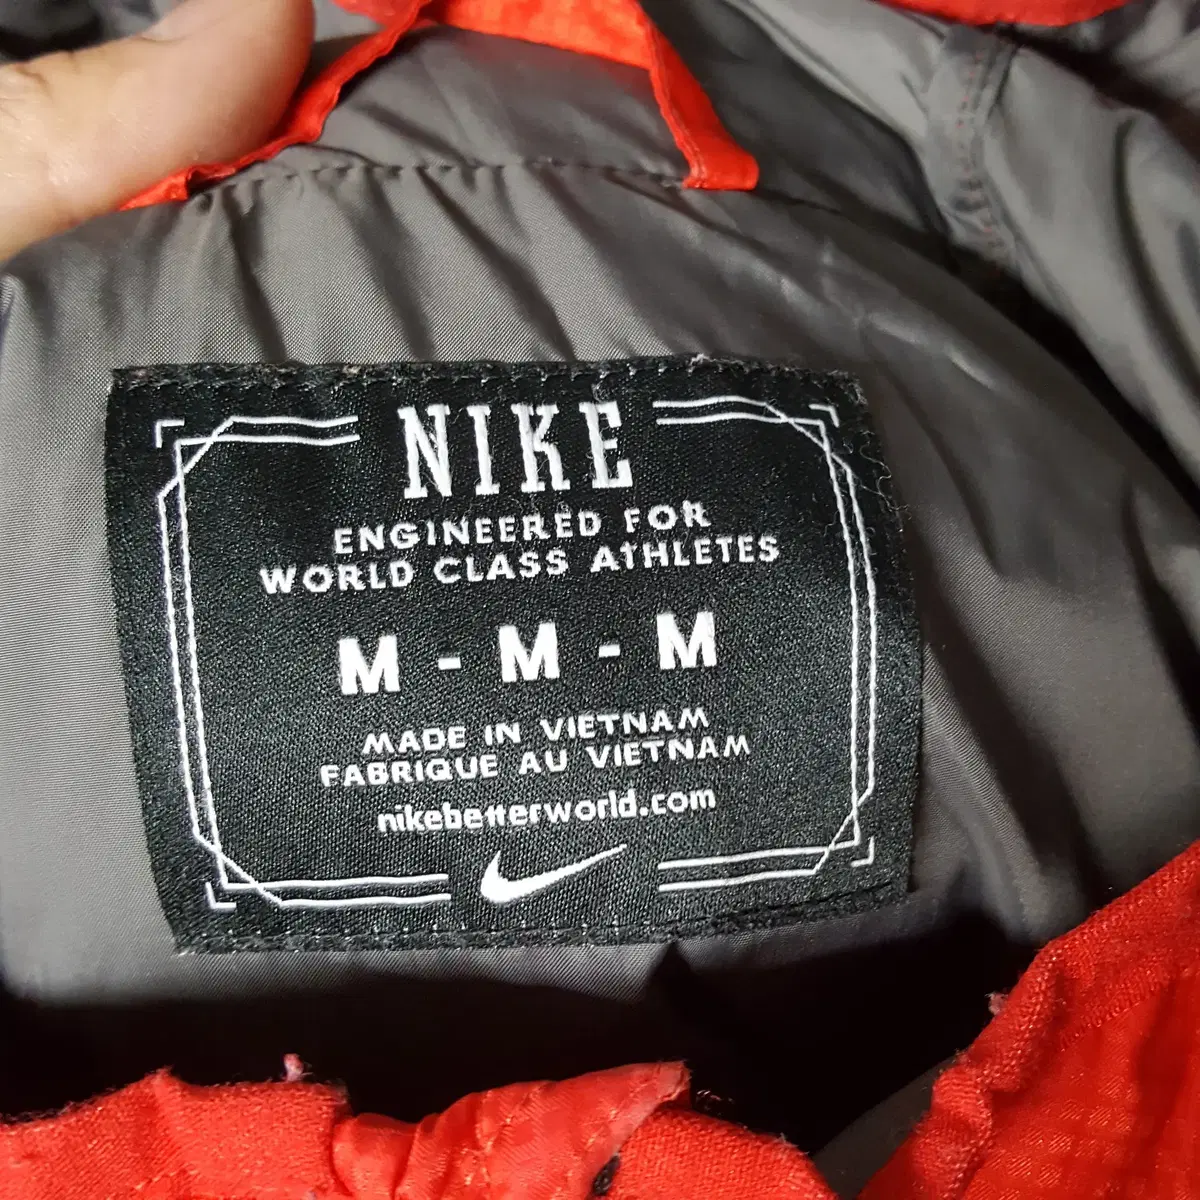 NIKE
ENGINEERED FOR
WORLD CLASS ATHLETES
M - M - M
MADE IN VIETNAM
FABRIQUE AU VIETNAM
nikebetterworld.com